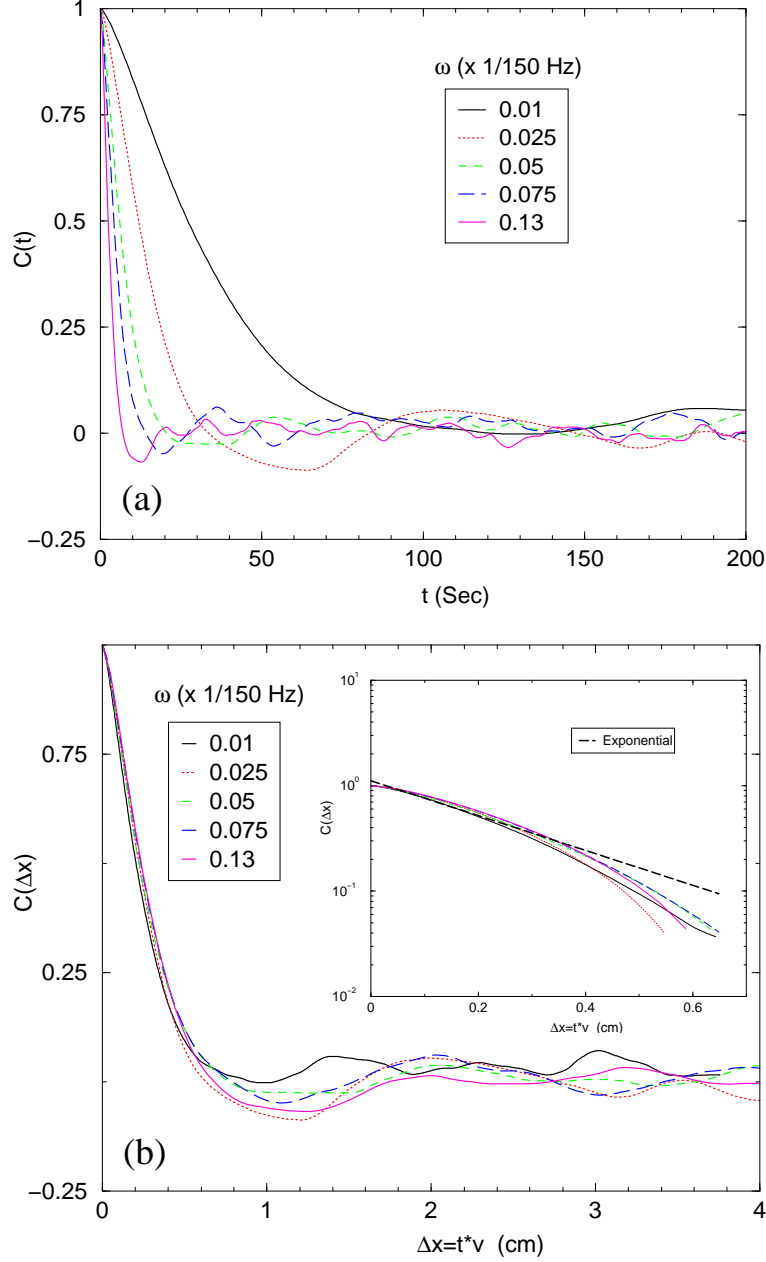 1
0.75
0.5
0.25
0
−0.25
C(t)
ω (x 1/150 Hz)
0.01
0.025
0.05
0.075
0.13
(a)
0 50 100 150 200
t (Sec)
0.75
0.25
−0.25
C(Δx)
ω (x 1/150 Hz)
0.01
0.025
0.05
0.075
0.13
10^1
10^0
10^−1
10^−2
C(Δx)
Exponential
0 0.2 0.4 0.6
Δx=t*v (cm)
(b)
0 1 2 3 4
Δx=t*v (cm)